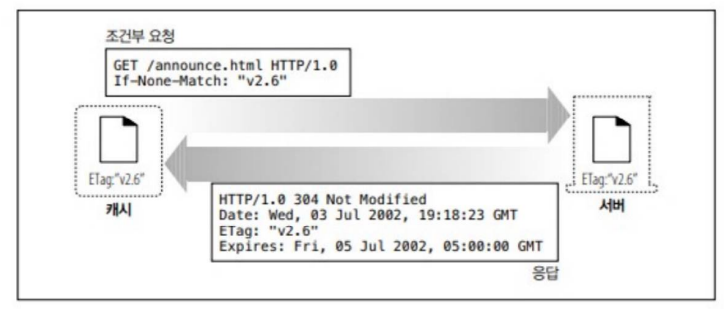 조건부 요청
GET /announce.html HTTP/1.0
If-None-Match: "v2.6"
ETag:"v2.6"
캐시
ETag:"v2.6"
서버
HTTP/1.0 304 Not Modified
Date: Wed, 03 Jul 2002, 19:18:23 GMT
ETag: "v2.6"
Expires: Fri, 05 Jul 2002, 05:00:00 GMT
응답